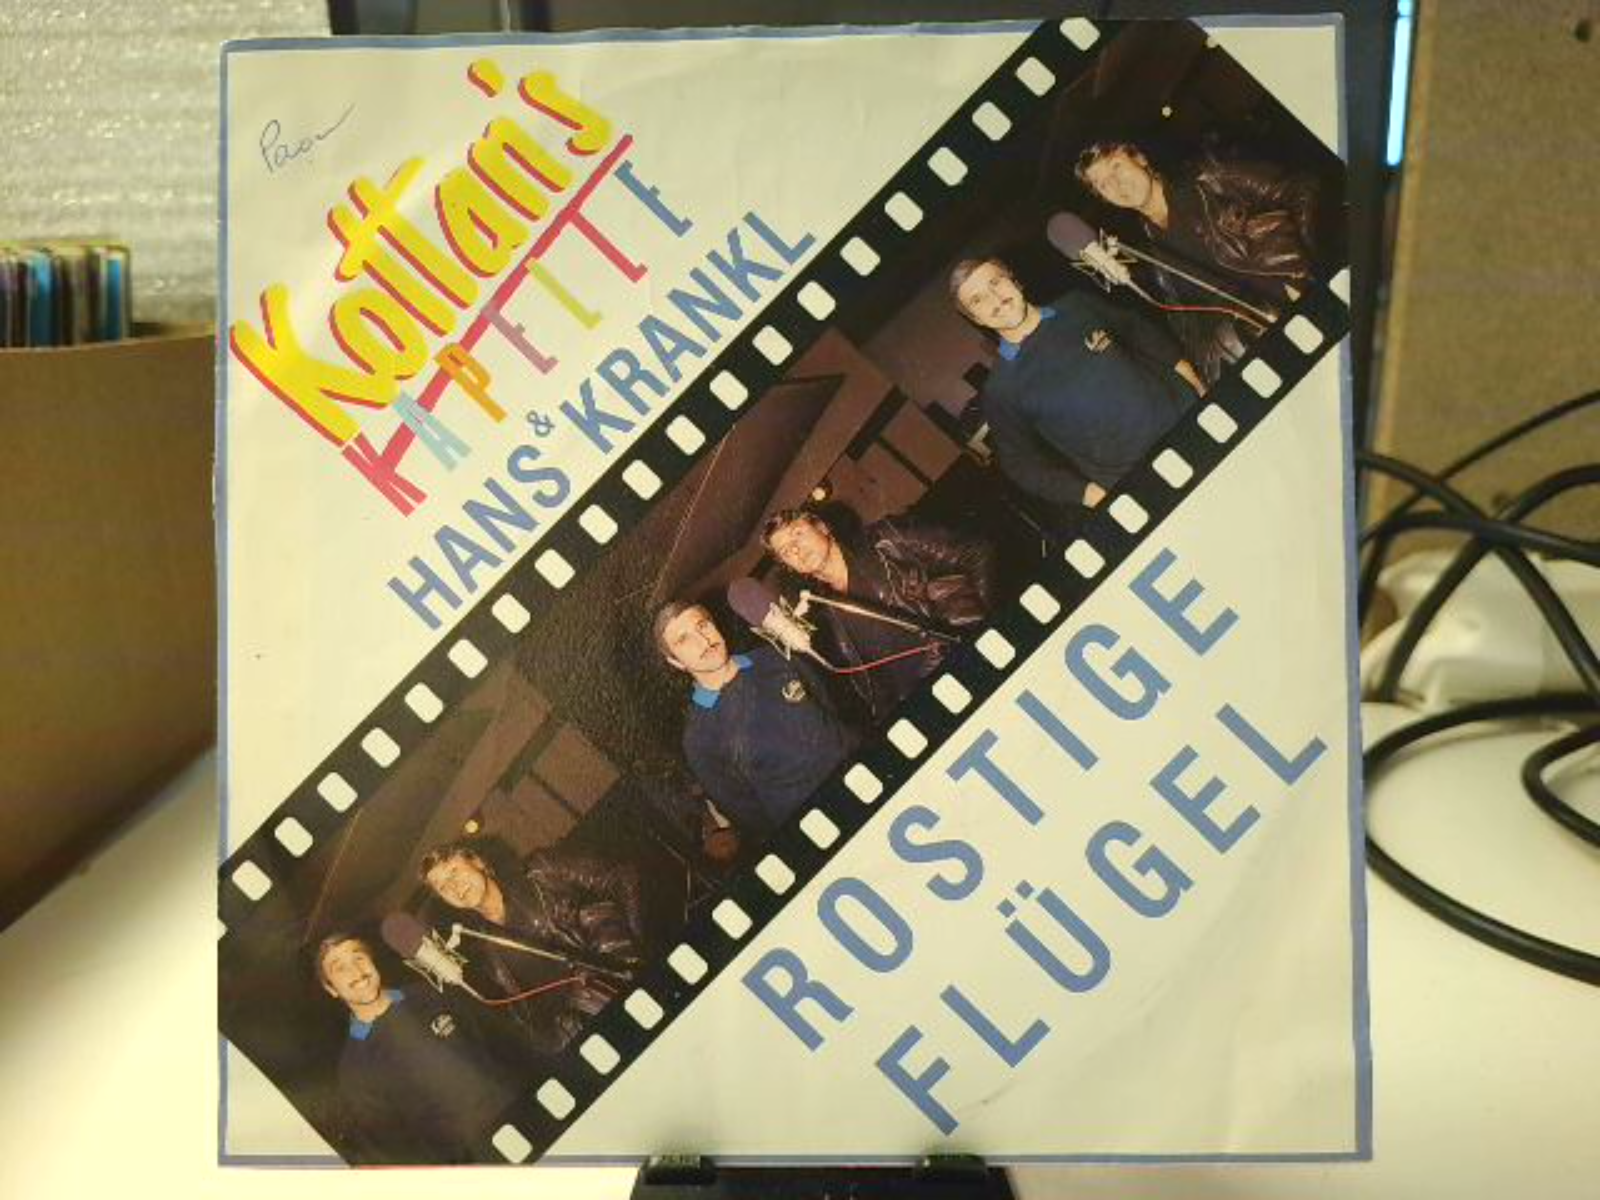 Kottan's
KAPELLE
& HANS KRANKL
ROSTIGE
FLÜGEL